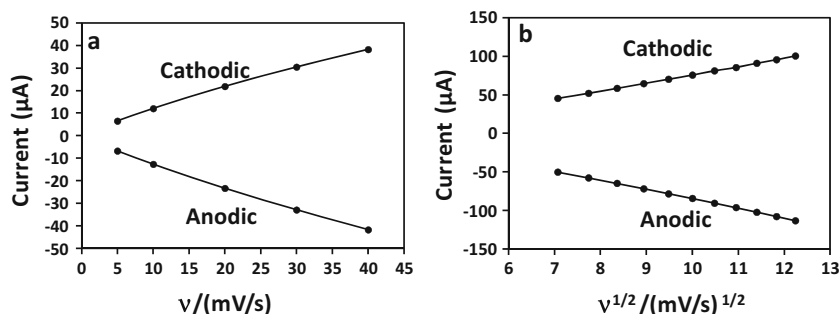 a
Current (µA)
50
40
30
20
10
0
-10
-20
-30
-40
-50
Cathodic
Anodic
0 5 10 15 20 25 30 35 40 45
ν/(mV/s)
b
Current (µA)
150
100
50
0
-50
-100
-150
Cathodic
Anodic
6 7 8 9 10 11 12 13
ν1/2/(mV/s)1/2